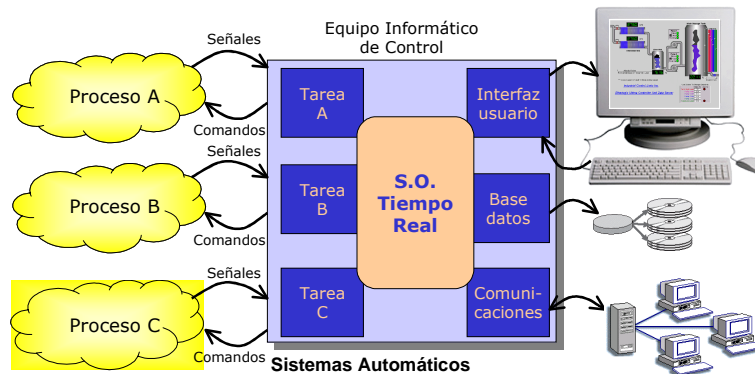 Equipo Informático
de Control
Señales
Proceso A
Comandos
Tarea
A
Interfaz
usuario
Señales
Proceso B
Comandos
Tarea
B
S.O.
Tiempo
Real
Base
datos
Señales
Proceso C
Comandos
Tarea
C
Comuni-
caciones
Sistemas Automáticos